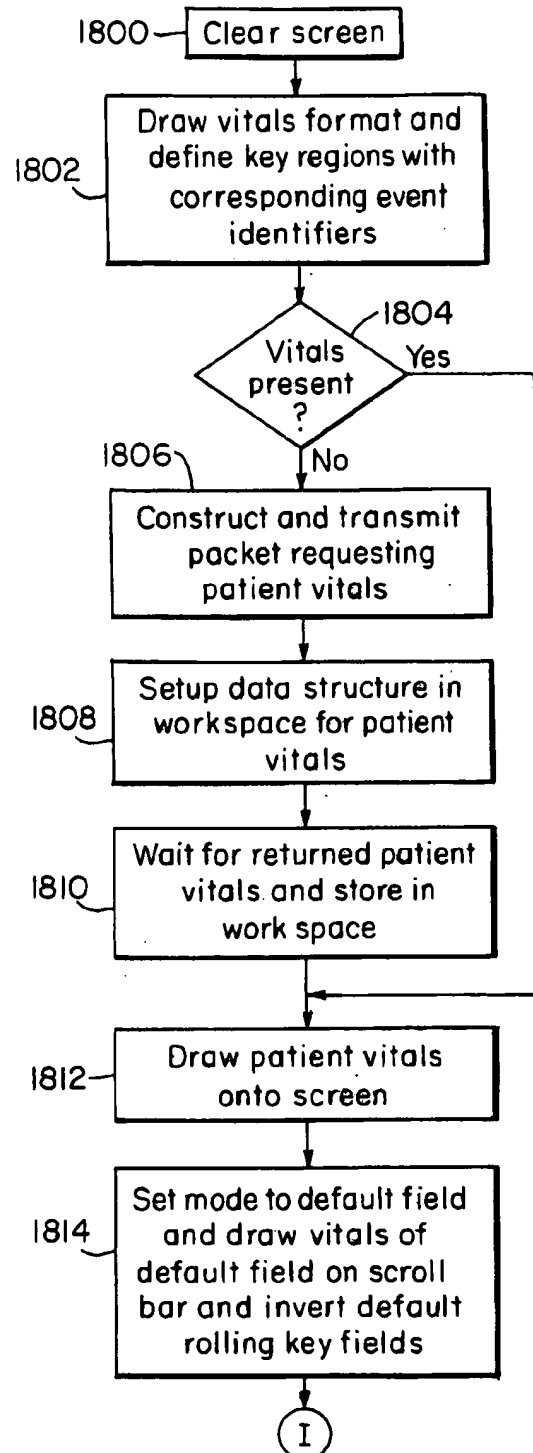 1800
Clear screen
1802
Draw vitals format and
define key regions with
corresponding event
identifiers
1804
Vitals
present
?
Yes
No
1806
Construct and transmit
packet requesting
patient vitals
1808
Setup data structure in
workspace for patient
vitals
1810
Wait for returned patient
vitals and store in
work space
1812
Draw patient vitals
onto screen
1814
Set mode to default field
and draw vitals of
default field on scroll
bar and invert default
rolling key fields
I